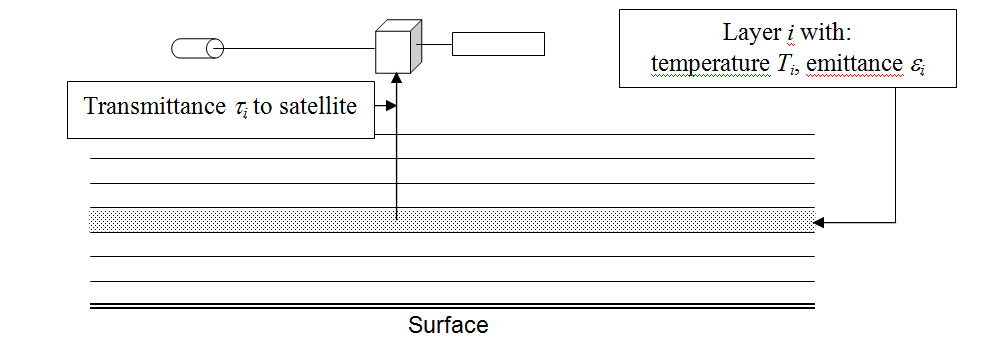 Layer i with:
temperature Tᵢ, emittance εᵢ
Transmittance τᵢ to satellite
Surface